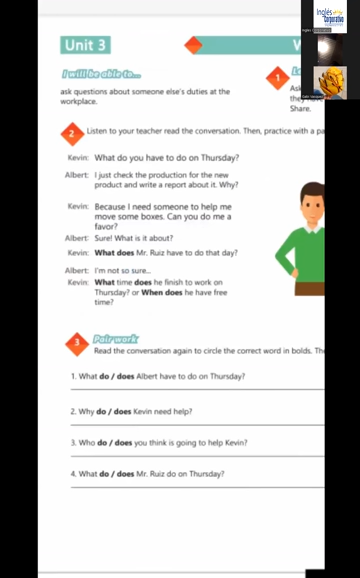 Unit 3
W
I will be able to...
ask questions about someone else's duties at the
workplace.
1
Ask
they have
Share.
2
Listen to your teacher read the conversation. Then, practice with a pa
Kevin: What do you have to do on Thursday?
Albert: I just check the production for the new
product and write a report about it. Why?
Kevin: Because I need someone to help me
move some boxes. Can you do me a
favor?
Albert: Sure! What is it about?
Kevin: What does Mr. Ruiz have to do that day?
Albert: I'm not so sure...
Kevin: What time does he finish to work on
Thursday? or When does he have free
time?
3
Pair work
Read the conversation again to circle the correct word in bolds. The
1. What do / does Albert have to do on Thursday?
2. Why do / does Kevin need help?
3. Who do / does you think is going to help Kevin?
4. What do / does Mr. Ruiz do on Thursday?
Inglés
Corporativo